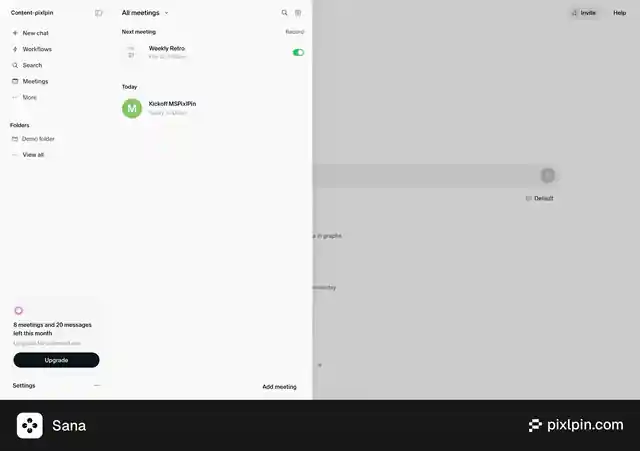 Content-pixlpin
New chat
Workflows
Search
Meetings
More
Folders
Demo folder
View all
8 meetings and 20 messages
left this month
Upgrade
Settings
All meetings
Next meeting
Record
Weekly Retro
Today
Kickoff MSPixlPin
M
Add meeting
Invite
Help
Default
graphs
Sana
pixlpin.com